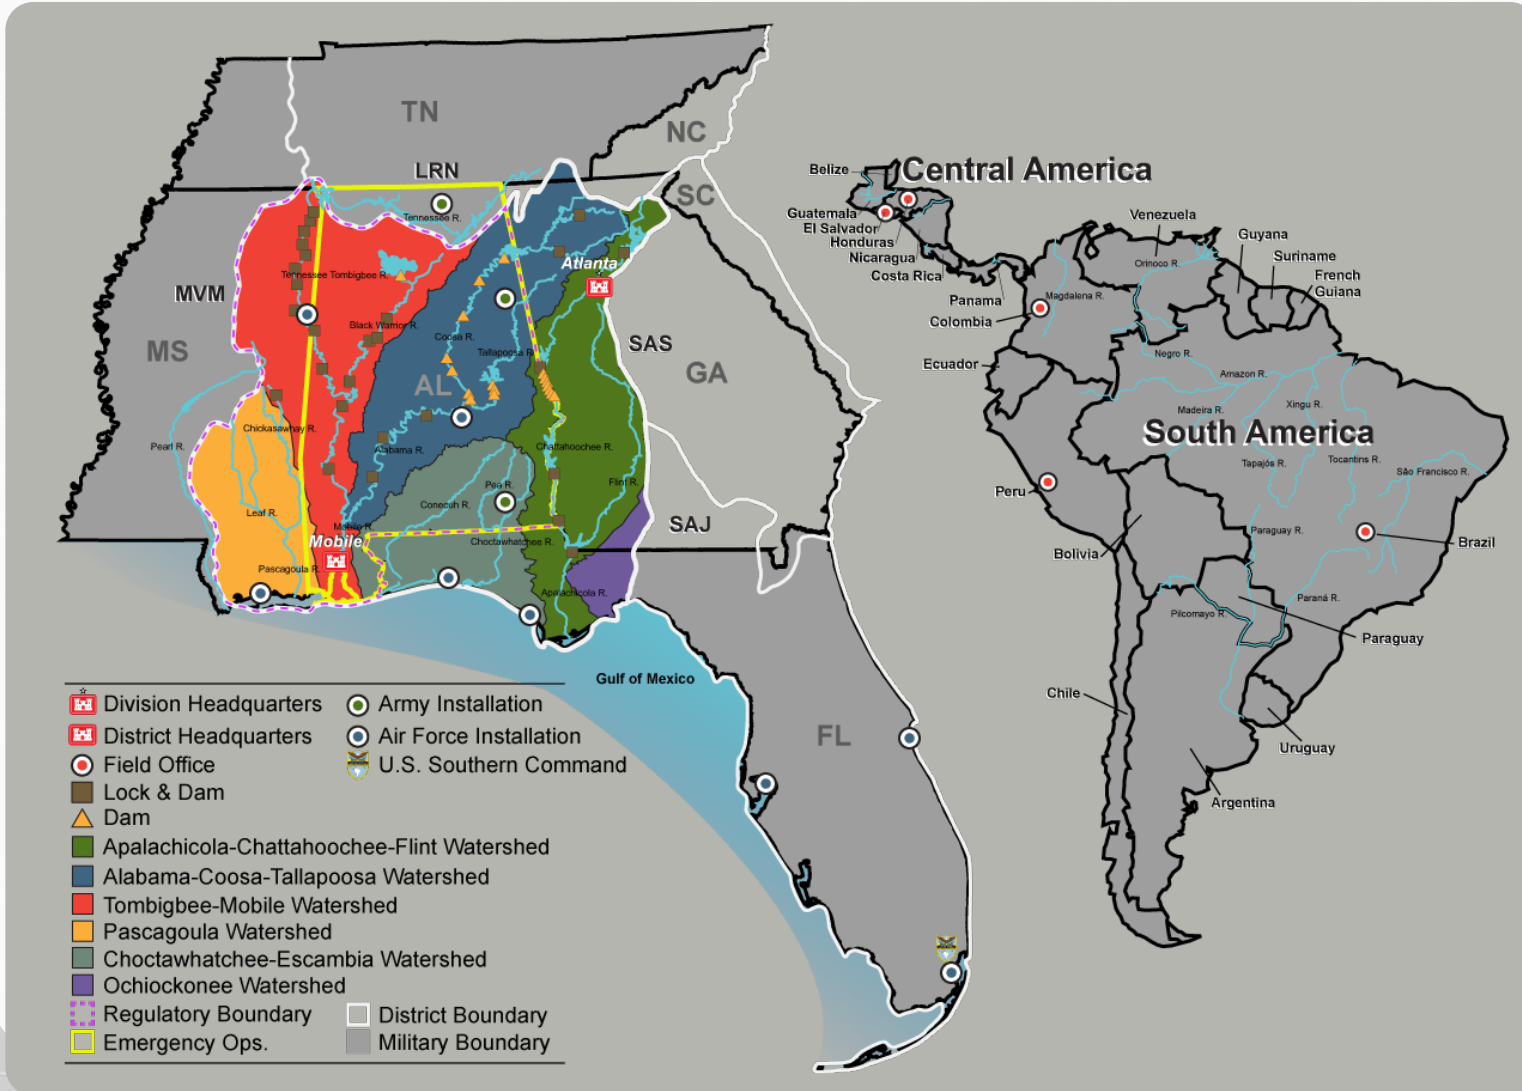 TN
NC
LRN
SC
Tennessee R.
Atlanta
Tennessee Tombigbee R.
MVM
Black Warrior R.
Coosa R.
Tallapoosa R.
MS
SAS
GA
AL
Chickasawhay R.
Pearl R.
Alabama R.
Chattahoochee R.
Pea R.
Flint R.
Conecuh R.
Leaf R.
Mobile R.
SAJ
Mobile
Choctawhatchee R.
Pascagoula R.
Apalachicola R.
Gulf of Mexico
FL
Central America
Belize
Guatemala
El Salvador
Honduras
Nicaragua
Costa Rica
Panama
Colombia
Ecuador
Venezuela
Guyana
Suriname
French
Guiana
Orinoco R.
Magdalena R.
Negro R.
Amazon R.
Madeira R.
Xingu R.
South America
Tapajós R.
Tocantins R.
São Francisco R.
Peru
Paraguay R.
Brazil
Bolivia
Paraná R.
Pilcomayo R.
Paraguay
Chile
Uruguay
Argentina
Division Headquarters
District Headquarters
Field Office
Lock & Dam
Dam
Apalachicola-Chattahoochee-Flint Watershed
Alabama-Coosa-Tallapoosa Watershed
Tombigbee-Mobile Watershed
Pascagoula Watershed
Choctawhatchee-Escambia Watershed
Ochiockonee Watershed
Regulatory Boundary
Emergency Ops.
Army Installation
Air Force Installation
U.S. Southern Command
District Boundary
Military Boundary